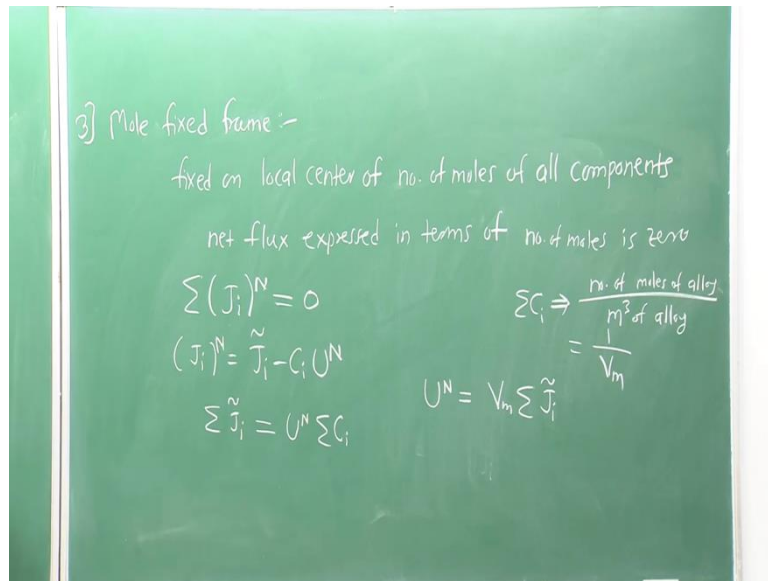 3] Mole fixed frame :-
fixed on local center of no. of moles of all components
net flux expressed in terms of no. of moles is zero
Σ(Jᵢ)ᴺ = 0
(Jᵢ)ᴺ = J̃ᵢ - Cᵢ Uᴺ
Σ J̃ᵢ = Uᴺ ΣCᵢ
ΣCᵢ ⇒ no. of moles of alloy / m³ of alloy
= 1 / Vₘ
Uᴺ = Vₘ Σ J̃ᵢ